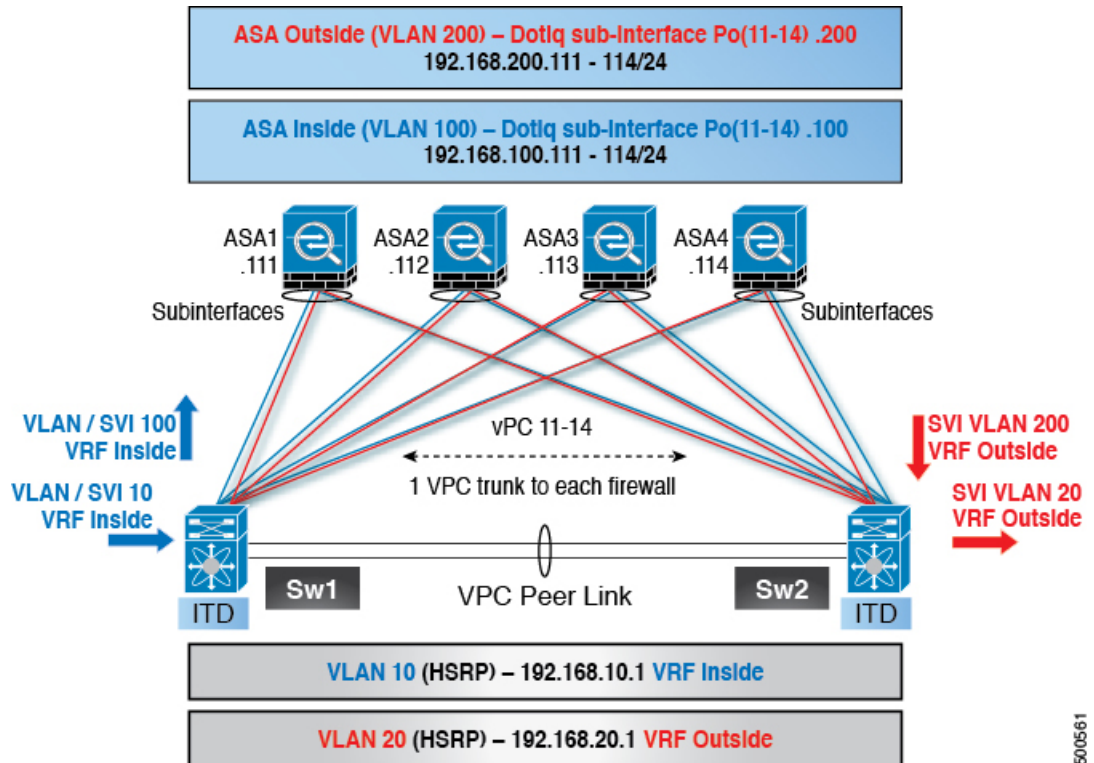 ASA Outside (VLAN 200) – Dotlq sub-interface Po(11-14) .200
192.168.200.111 - 114/24
ASA Inside (VLAN 100) – Dotlq sub-interface Po(11-14) .100
192.168.100.111 - 114/24
ASA1
.111
ASA2
.112
ASA3
.113
ASA4
.114
Subinterfaces
Subinterfaces
VLAN / SVI 100
VRF Inside
vPC 11-14
SVI VLAN 200
VRF Outside
1 VPC trunk to each firewall
VLAN / SVI 10
VRF Inside
SVI VLAN 20
VRF Outside
Sw1
VPC Peer Link
Sw2
ITD
ITD
VLAN 10 (HSRP) – 192.168.10.1 VRF Inside
VLAN 20 (HSRP) – 192.168.20.1 VRF Outside
500561